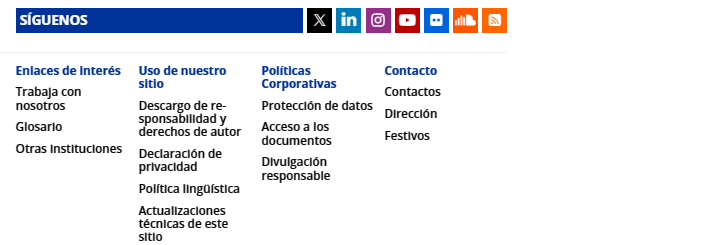 SÍGUENOS
Enlaces de interés
Trabaja con
nosotros
Glosario
Otras instituciones
Uso de nuestro
sitio
Descargo de re-
sponsabilidad y
derechos de autor
Declaración de
privacidad
Política lingüística
Actualizaciones
técnicas de este
sitio
Políticas
Corporativas
Protección de datos
Acceso a los
documentos
Divulgación
responsable
Contacto
Contactos
Dirección
Festivos